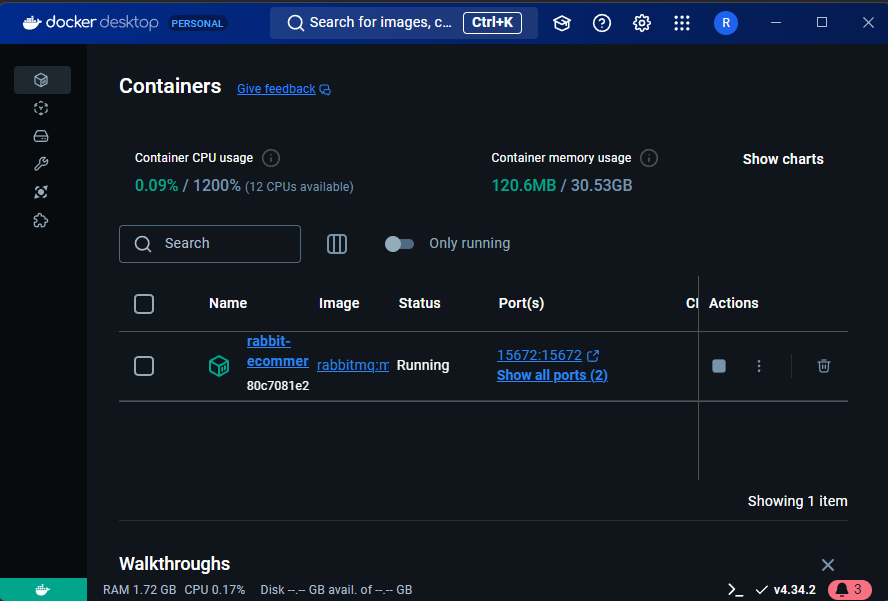 docker desktop PERSONAL Search for images, c... Ctrl+K R
Containers Give feedback
Container CPU usage Container memory usage Show charts
0.09% / 1200% (12 CPUs available) 120.6MB / 30.53GB
Search Only running
Name Image Status Port(s) Actions
rabbit-
ecommer
80c7081e2
rabbitmq:m
Running
15672:15672
Show all ports (2)
Showing 1 item
Walkthroughs
RAM 1.72 GB CPU 0.17% Disk --.-- GB avail. of --.-- GB v4.34.2 3